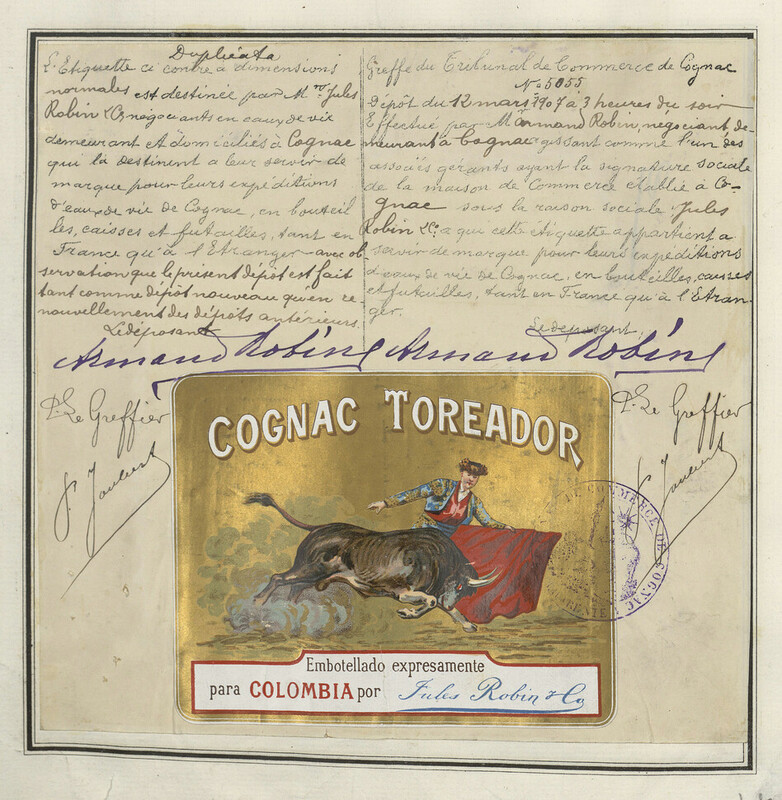 Duplicata
L'Etiquette ci contre à dimensions
normales est destinée par M.rs Jules
Robin & Co, négociants en eaux de vie
demeurant et domiciliés à Cognac
qui la destinent a leur servir de
marque pour leurs expéditions
d'eaux de vie de Cognac, en bouteil
les, caisses et futailles, tant en
France qu'à l'Etranger avec ob
servation que le présent dépôt est fait
tant comme dépôt nouveau qu'en re-
nouvellement des dépôts antérieurs.
Le déposant
Armand Robin
P.r Le Greffier
Greffe du Tribunal de Commerce de Cognac
No. 5055
Dépôt du 12 mars 1907 à 3 heures du soir
Effectué par M. Armand Robin, négociant de-
meurant à Cognac agissant comme l'un des
associés gérants ayant la signature sociale
de la maison de Commerce établie à Co-
gnac sous la raison sociale Jules
Robin & Co a qui cette étiquette appartient a
servir de marque pour leurs expéditions
d'eaux de vie de Cognac, en bouteilles, caisses
et futailles, tant en France qu'à l'Etran-
ger.
Le déposant,
Armand Robin
P.r Le Greffier
COGNAC TOREADOR
Embotellado expresamente
para COLOMBIA por Jules Robin & Co
DE COMMERCE DE COGNAC